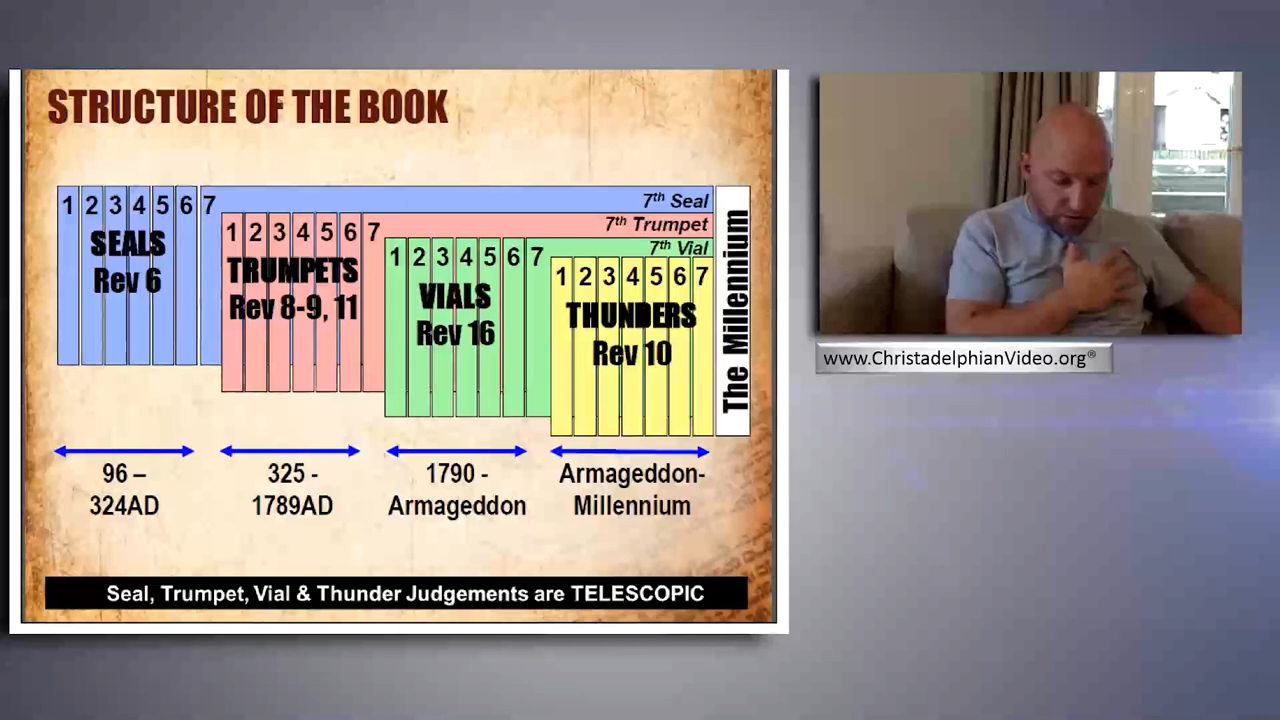 STRUCTURE OF THE BOOK
1 2 3 4 5 6 7
SEALS
Rev 6
7th Seal
1 2 3 4 5 6 7
TRUMPETS
Rev 8-9, 11
7th Trumpet
1 2 3 4 5 6 7
VIALS
Rev 16
7th Vial
1 2 3 4 5 6 7
THUNDERS
Rev 10
The Millennium
96 –
324AD
325 -
1789AD
1790 -
Armageddon
Armageddon-
Millennium
Seal, Trumpet, Vial & Thunder Judgements are TELESCOPIC
www.ChristadelphianVideo.org®